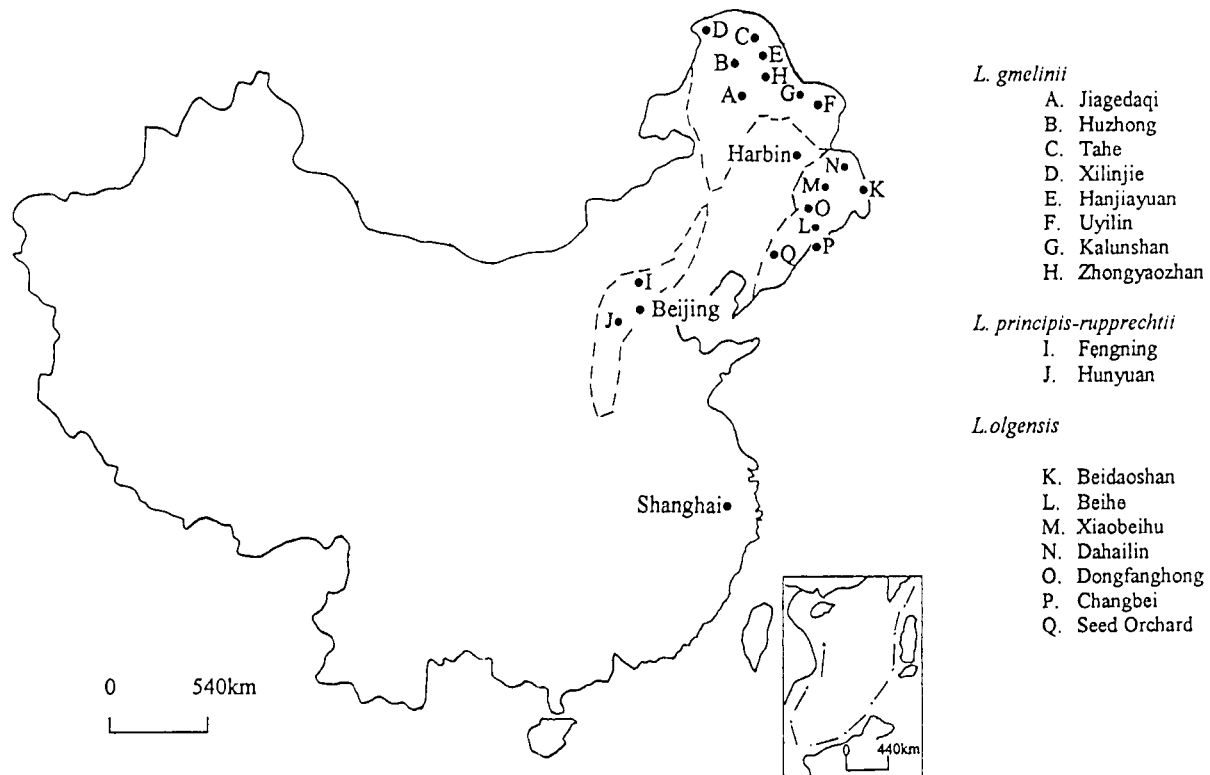 D
C
E
B
H
A
G
F
Harbin
N
M
K
O
L
P
Q
I
Beijing
J
Shanghai
0 540km
0 440km
L. gmelinii
A. Jiagedaqi
B. Huzhong
C. Tahe
D. Xilinjie
E. Hanjiayuan
F. Uyilin
G. Kalunshan
H. Zhongyaozhan
L. principis-rupprechtii
I. Fengning
J. Hunyuan
L.olgensis
K. Beidaoshan
L. Beihe
M. Xiaobeihu
N. Dahailin
O. Dongfanghong
P. Changbei
Q. Seed Orchard